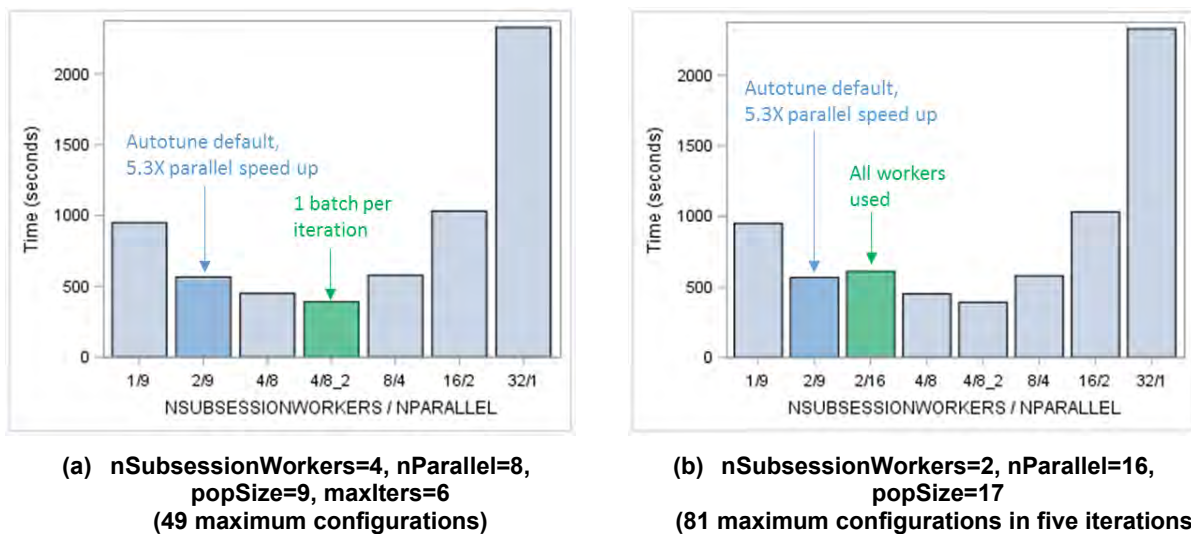 2000
1500
1000
500
0
Time (seconds)
Autotune default,
5.3X parallel speed up
1 batch per
iteration
1/9 2/9 4/8 4/8_2 8/4 16/2 32/1
NSUBSESSIONWORKERS / NPARALLEL
(a) nSubsessionWorkers=4, nParallel=8,
popSize=9, maxIters=6
(49 maximum configurations)
2000
1500
1000
500
0
Time (seconds)
Autotune default,
5.3X parallel speed up
All workers
used
1/9 2/9 2/16 4/8 4/8_2 8/4 16/2 32/1
NSUBSESSIONWORKERS / NPARALLEL
(b) nSubsessionWorkers=2, nParallel=16,
popSize=17
(81 maximum configurations in five iterations